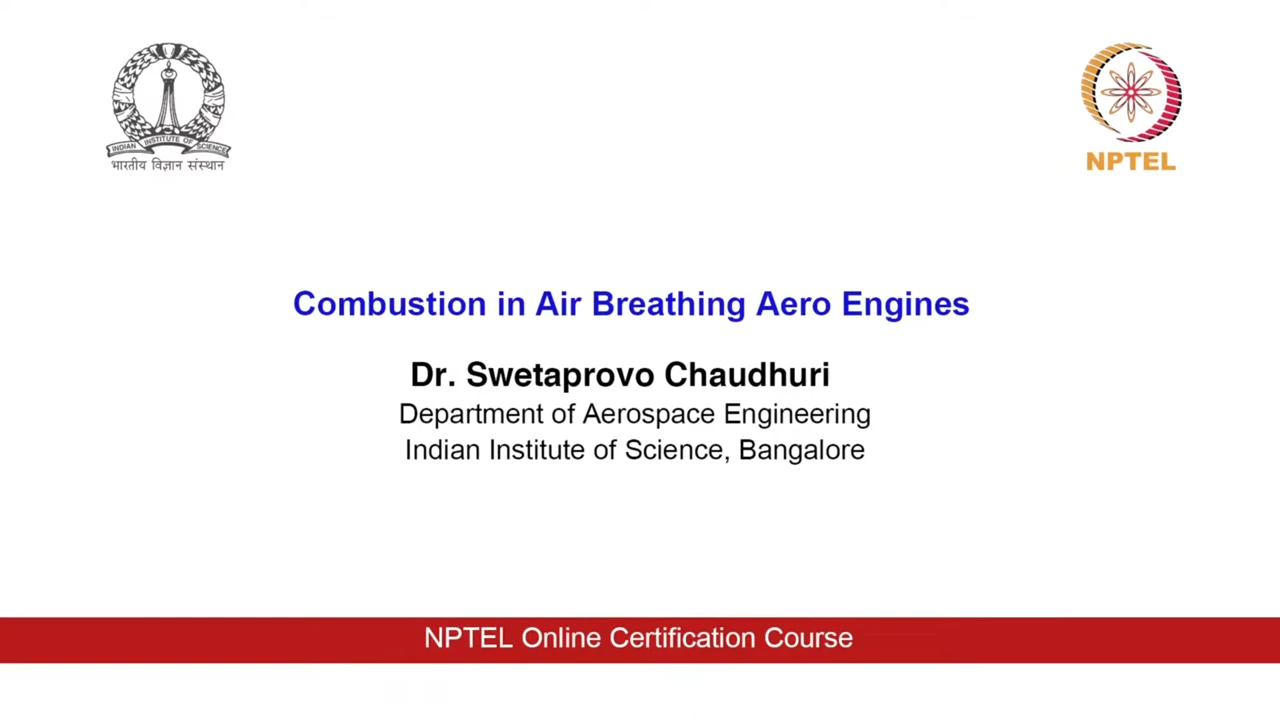 INDIAN INSTITUTE OF SCIENCE
भारतीय विज्ञान संस्थान
NPTEL
Combustion in Air Breathing Aero Engines
Dr. Swetaprovo Chaudhuri
Department of Aerospace Engineering
Indian Institute of Science, Bangalore
NPTEL Online Certification Course